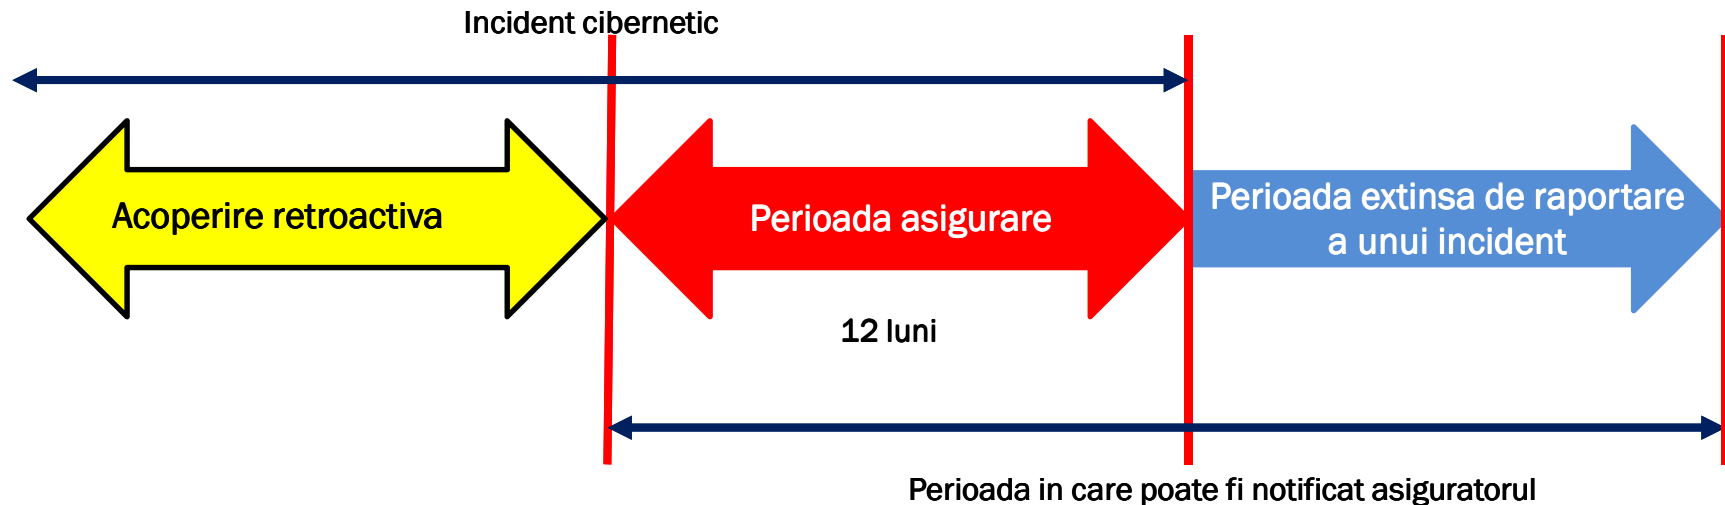 Incident cibernetic
Acoperire retroactiva
Perioada asigurare
Perioada extinsa de raportare
a unui incident
12 luni
Perioada in care poate fi notificat asiguratorul